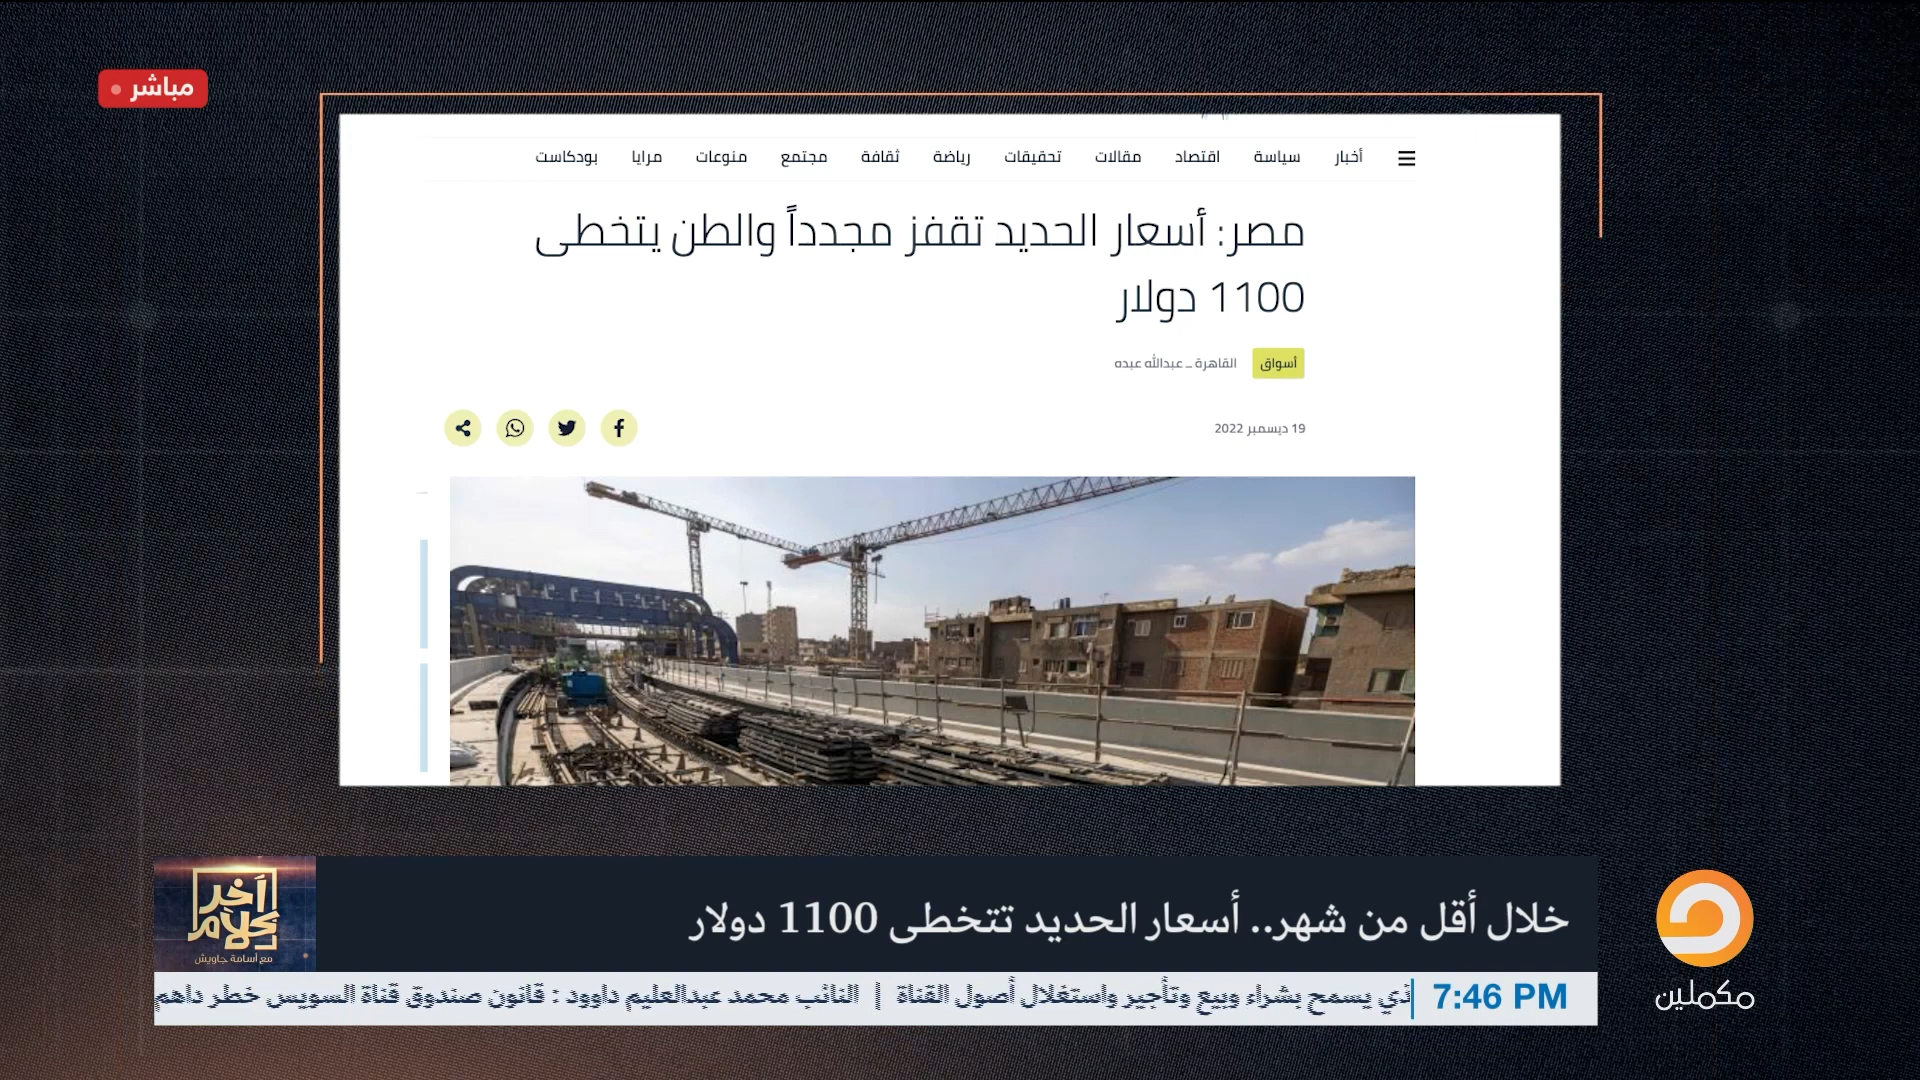 مباشر
أخبار سياسة اقتصاد مقالات تحقيقات رياضة ثقافة مجتمع منوعات مرايا بودكاست
مصر: أسعار الحديد تقفز مجدداً والطن يتخطى
1100 دولار
أسواق القاهرة ــ عبدالله عبده
19 ديسمبر 2022
آخر كلام
مع أسامة جاويش
خلال أقل من شهر.. أسعار الحديد تتخطى 1100 دولار
7:46 PM
ذي يسمح بشراء وبيع وتأجير واستغلال أصول القناة | النائب محمد عبدالعليم داوود : قانون صندوق قناة السويس خطر داهم
مكملين